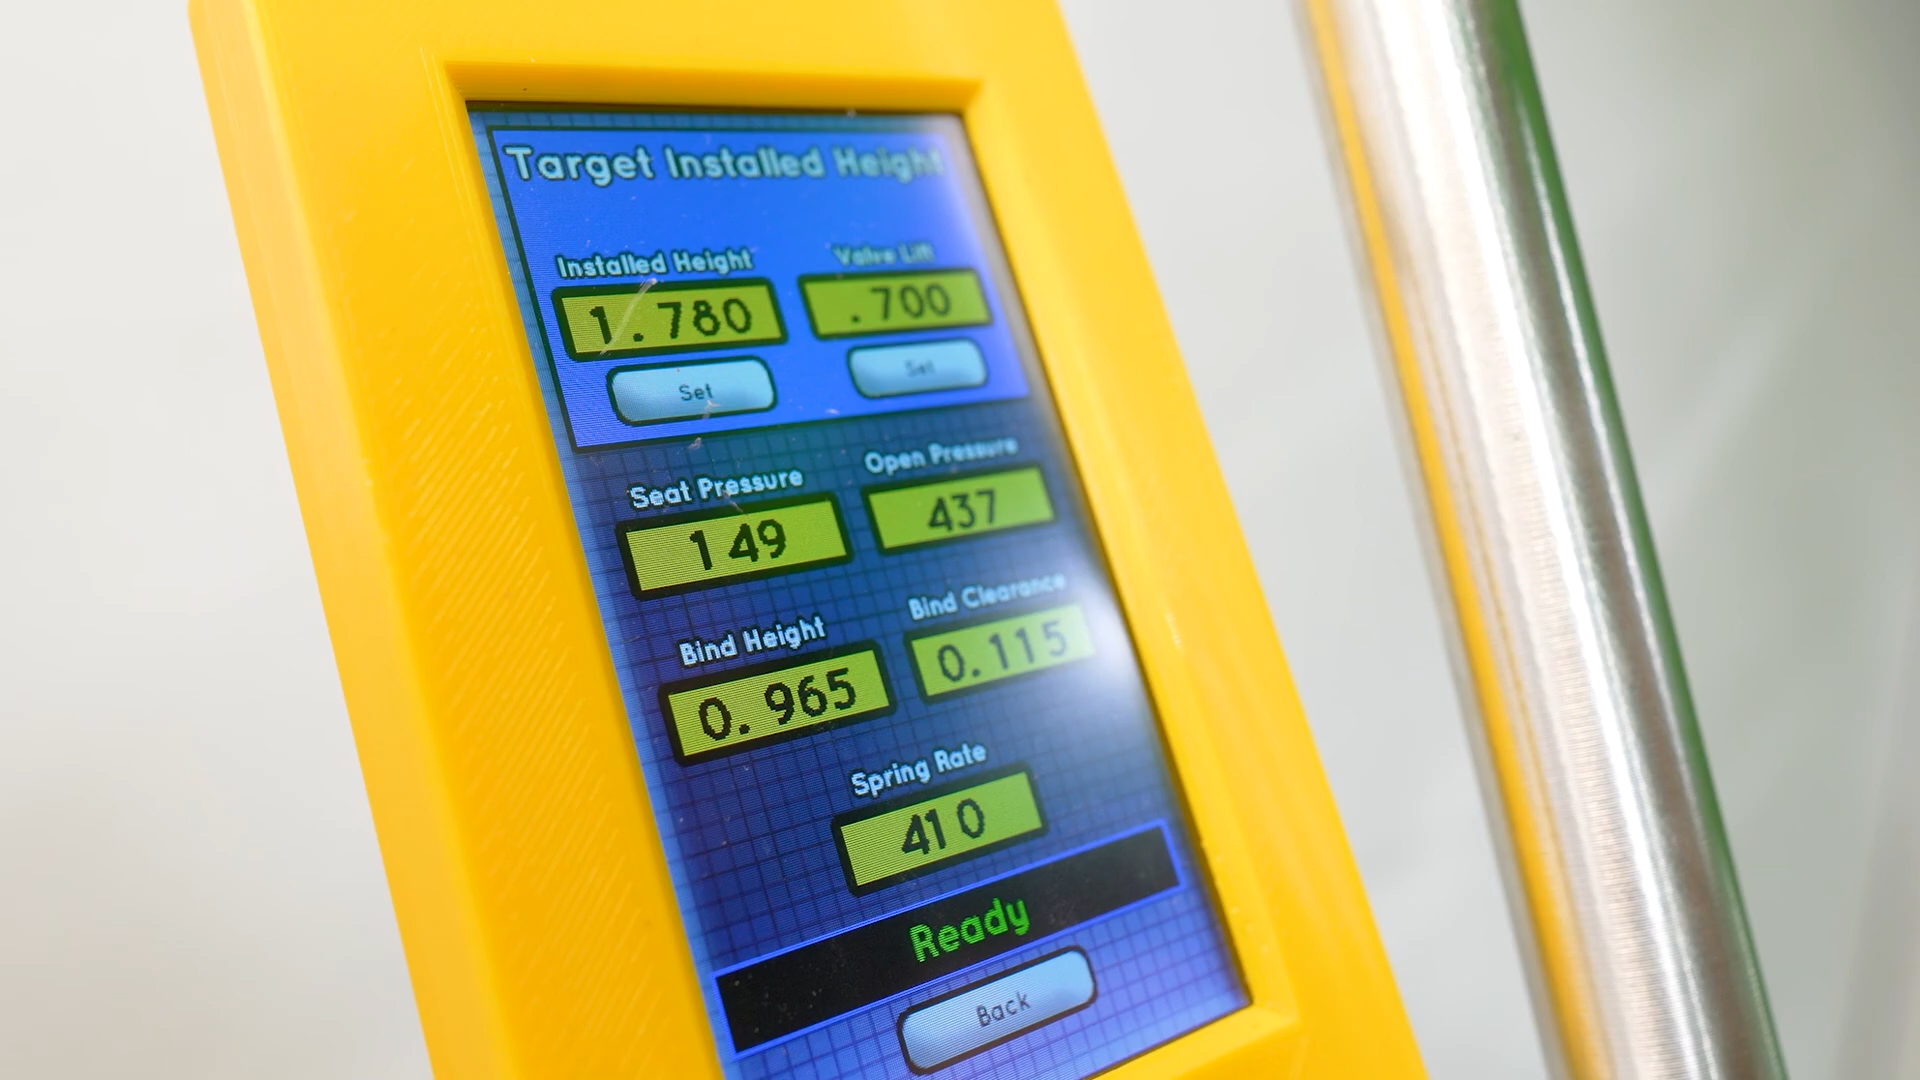 Target Installed Height
Installed Height Valve Lift
1.780 .700
Set Set
Seat Pressure Open Pressure
149 437
Bind Height Bind Clearance
0.965 0.115
Spring Rate
410
Ready
Back